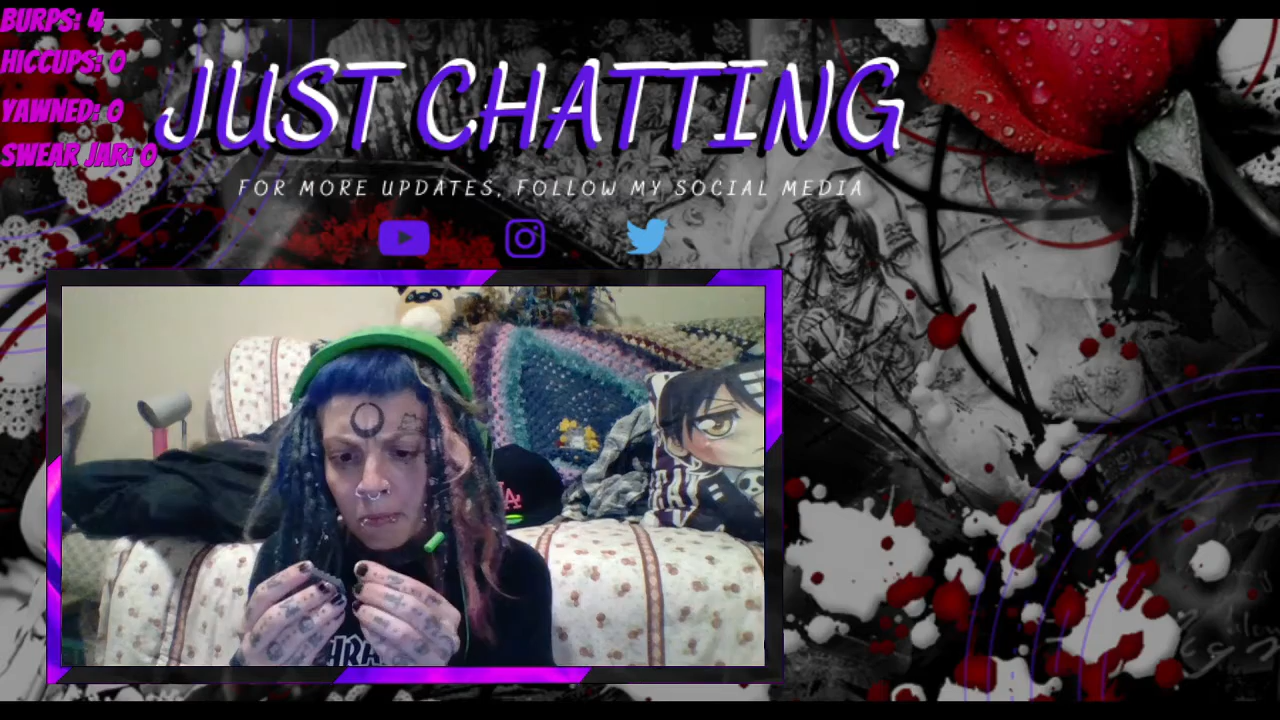 BURPS: 4
HICCUPS: 0
YAWNED: 0
SWEAR JAR: 0
JUST CHATTING
FOR MORE UPDATES, FOLLOW MY SOCIAL MEDIA